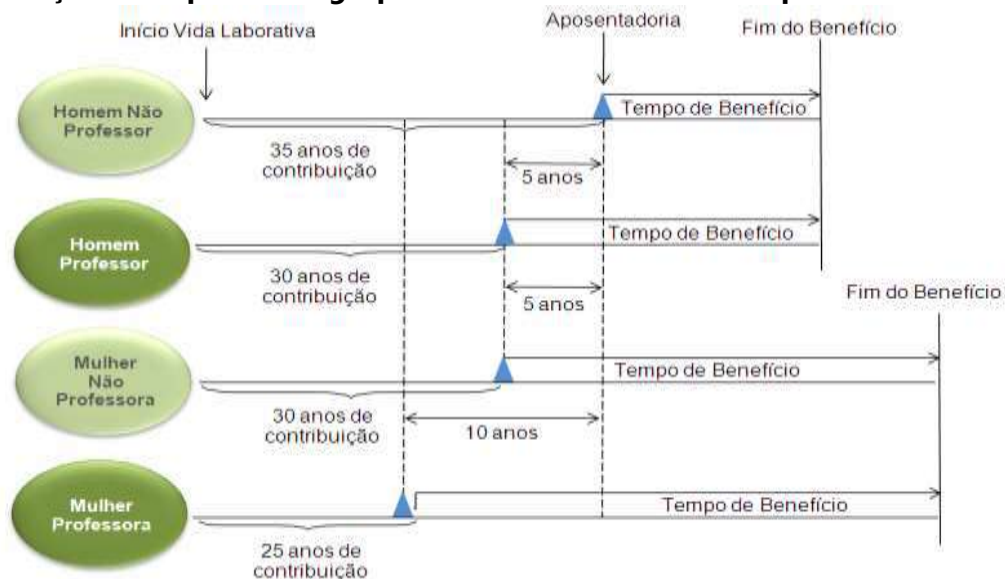 Início Vida Laborativa
Aposentadoria
Fim do Benefício
Homem Não
Professor
Tempo de Benefício
35 anos de
contribuição
5 anos
Homem
Professor
Tempo de Benefício
30 anos de
contribuição
5 anos
Fim do Benefício
Mulher
Não
Professora
Tempo de Benefício
30 anos de
contribuição
10 anos
Mulher
Professora
Tempo de Benefício
25 anos de
contribuição